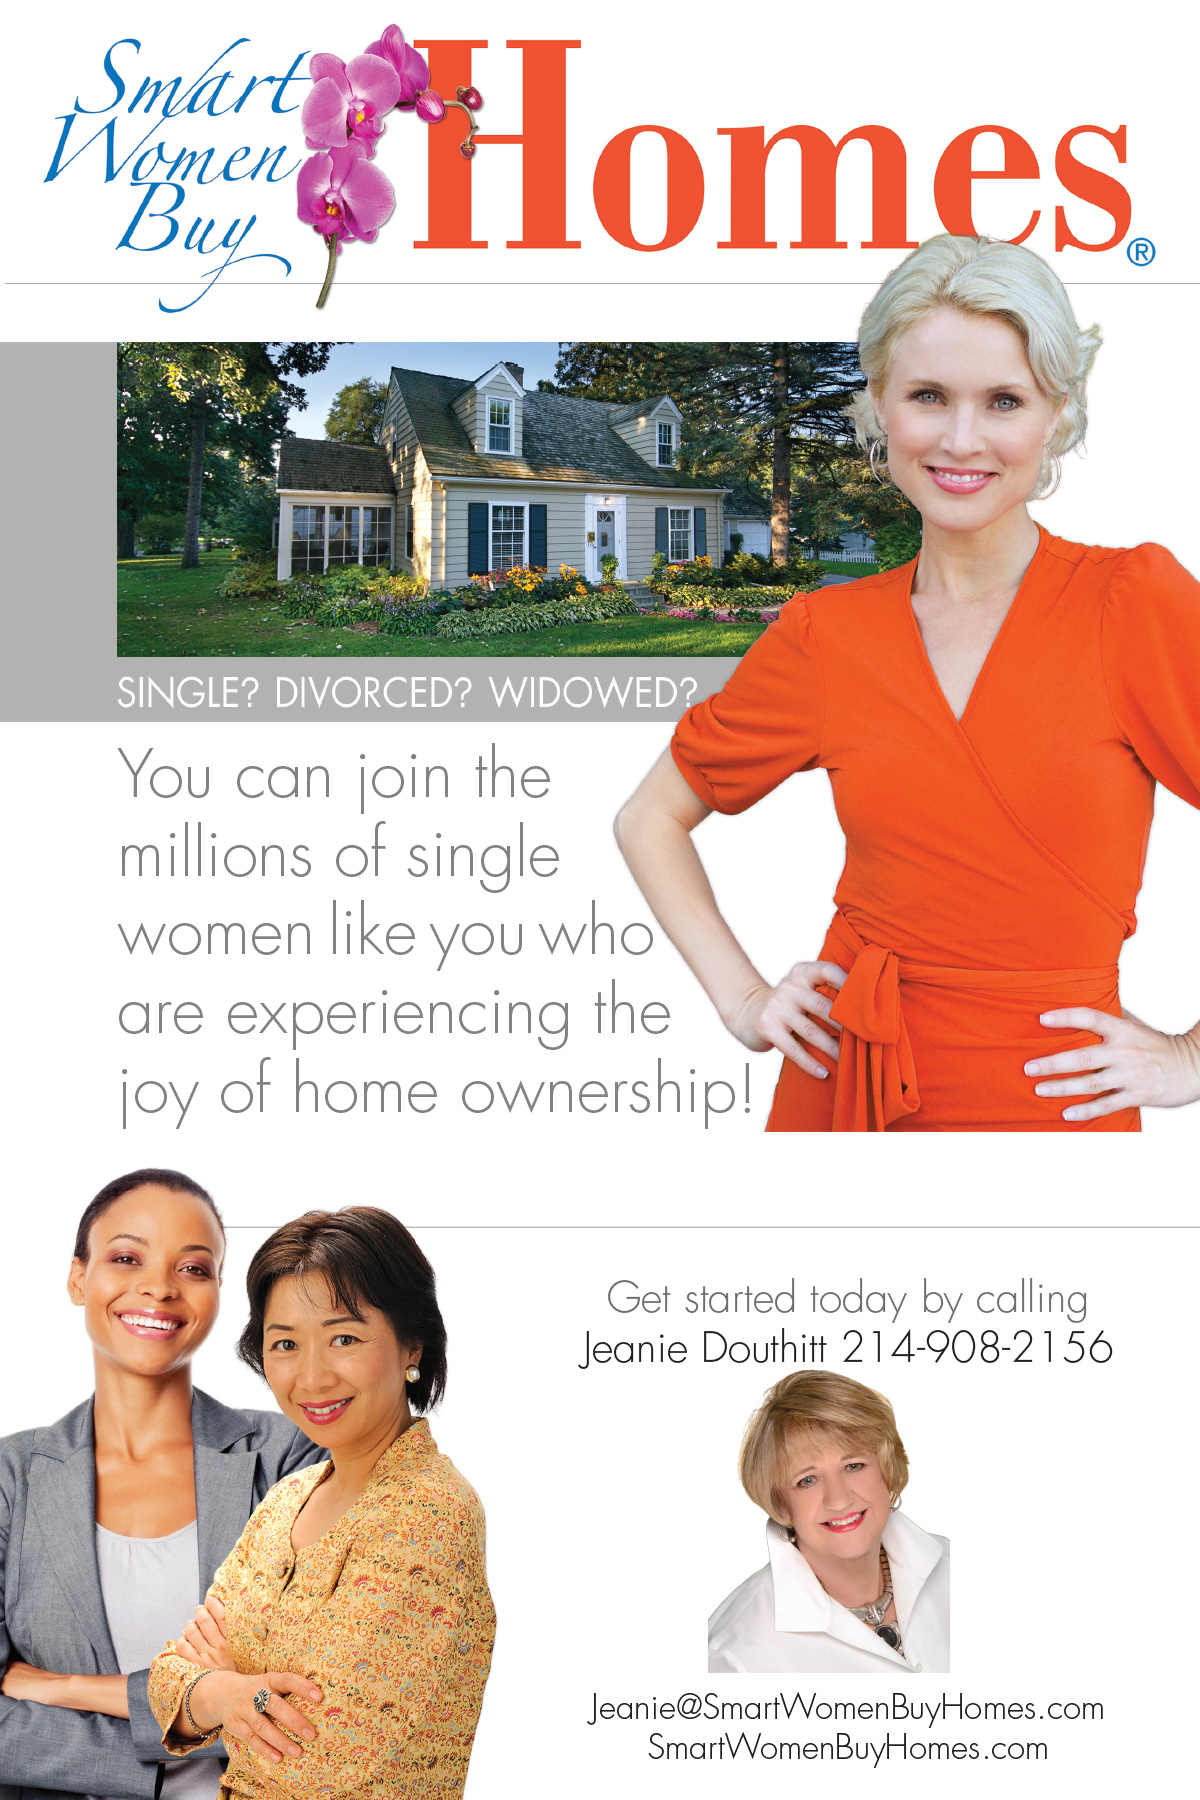 Smart
Women
Buy
Homes®
SINGLE? DIVORCED? WIDOWED?
You can join the
millions of single
women like you who
are experiencing the
joy of home ownership!
Get started today by calling
Jeanie Douthitt 214-908-2156
Jeanie@SmartWomenBuyHomes.com
SmartWomenBuyHomes.com